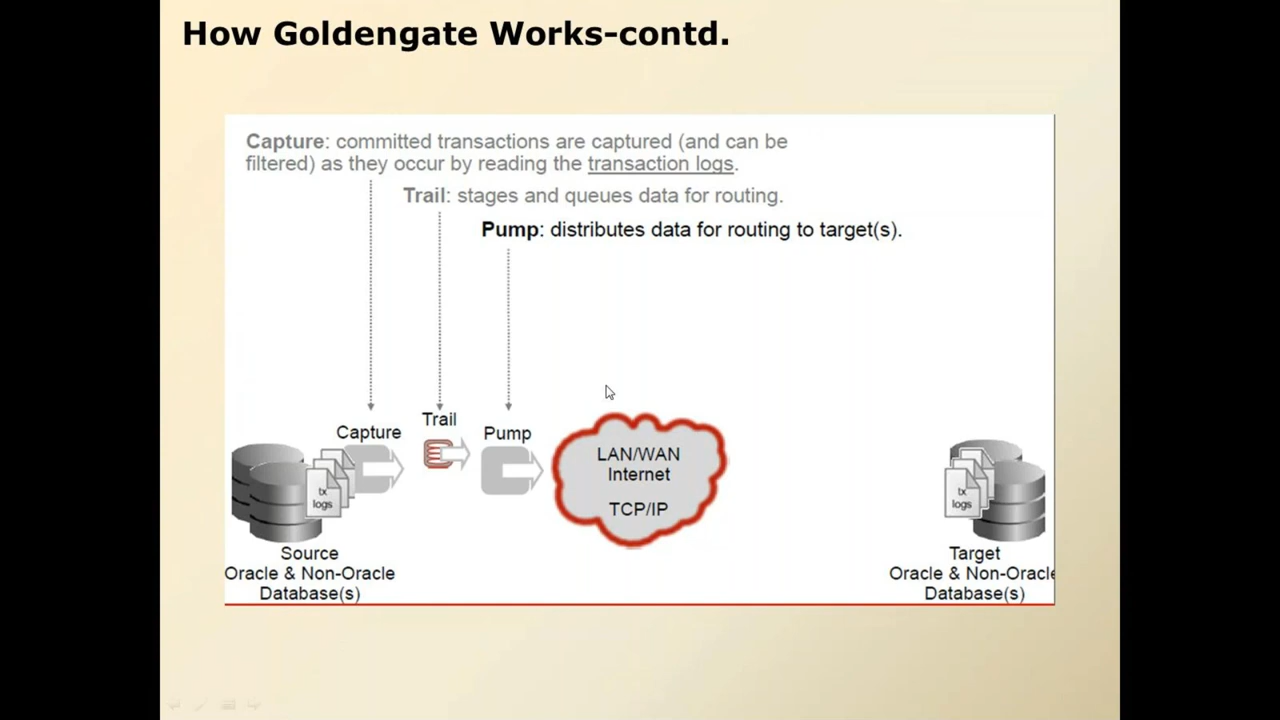 How Goldengate Works-contd.
Capture: committed transactions are captured (and can be
filtered) as they occur by reading the transaction logs.
Trail: stages and queues data for routing.
Pump: distributes data for routing to target(s).
Capture
Trail
Pump
LAN/WAN
Internet
TCP/IP
tx
logs
tx
logs
Source
Oracle & Non-Oracle
Database(s)
Target
Oracle & Non-Oracle
Database(s)